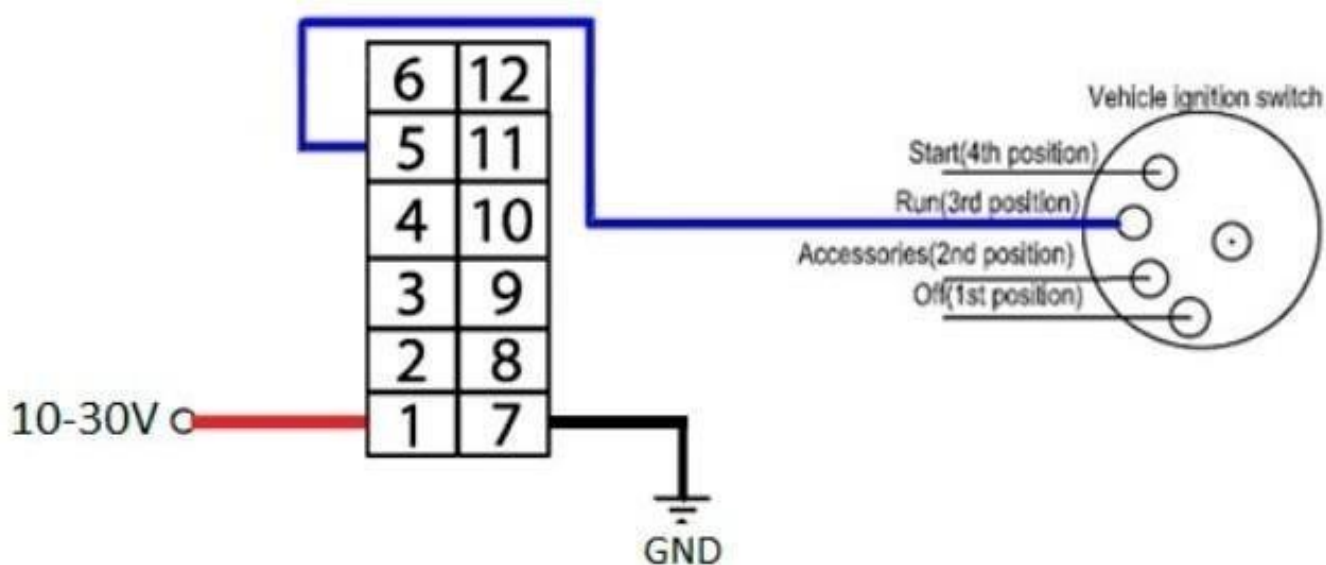 6 12
5 11
4 10
3 9
2 8
1 7
10-30V
GND
Vehicle ignition switch
Start(4th position)
Run(3rd position)
Accessories(2nd position)
Off(1st position)